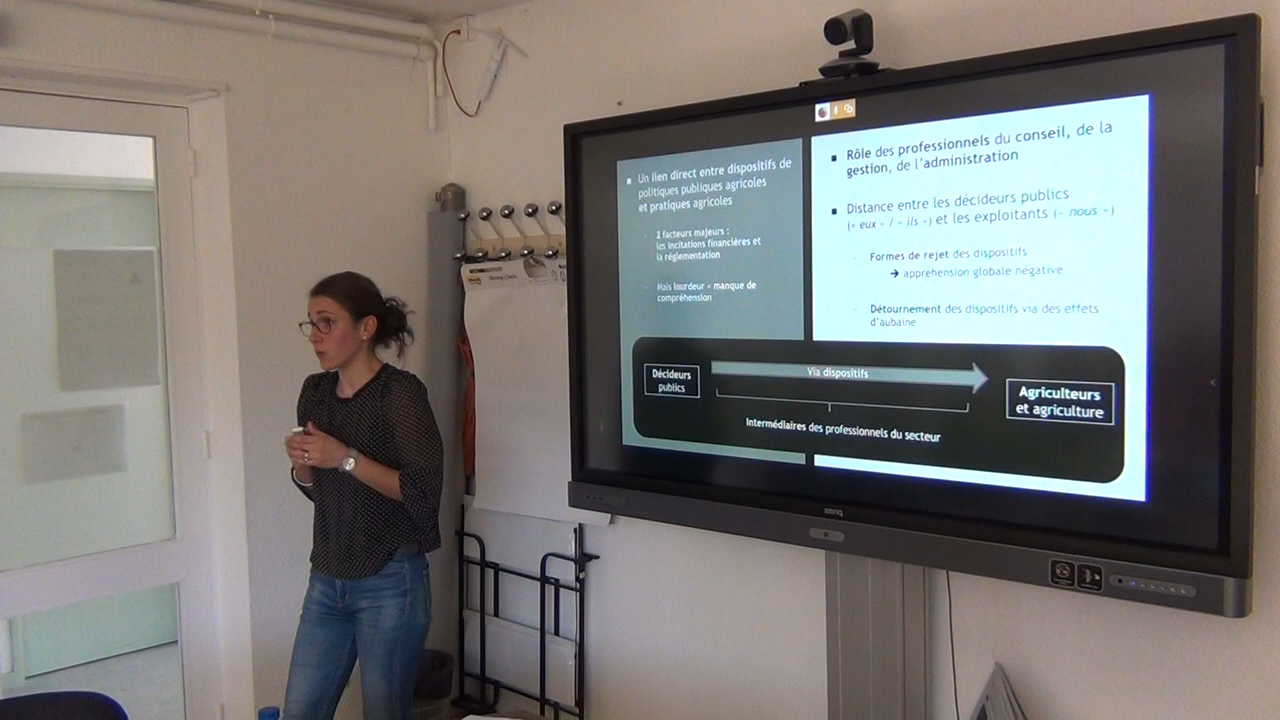 ■ Un lien direct entre dispositifs de
politiques publiques agricoles
et pratiques agricoles
- 2 facteurs majeurs :
les incitations financières et
la réglementation
- Mais lourdeur + manque de
compréhension
■ Rôle des professionnels du conseil, de la
gestion, de l'administration
■ Distance entre les décideurs publics
(« eux » / « ils ») et les exploitants (« nous »)
- Formes de rejet des dispositifs
➔ appréhension globale négative
- Détournement des dispositifs via des effets
d'aubaine
Décideurs
publics
Via dispositifs
Agriculteurs
et agriculture
Intermédiaires des professionnels du secteur
BenQ